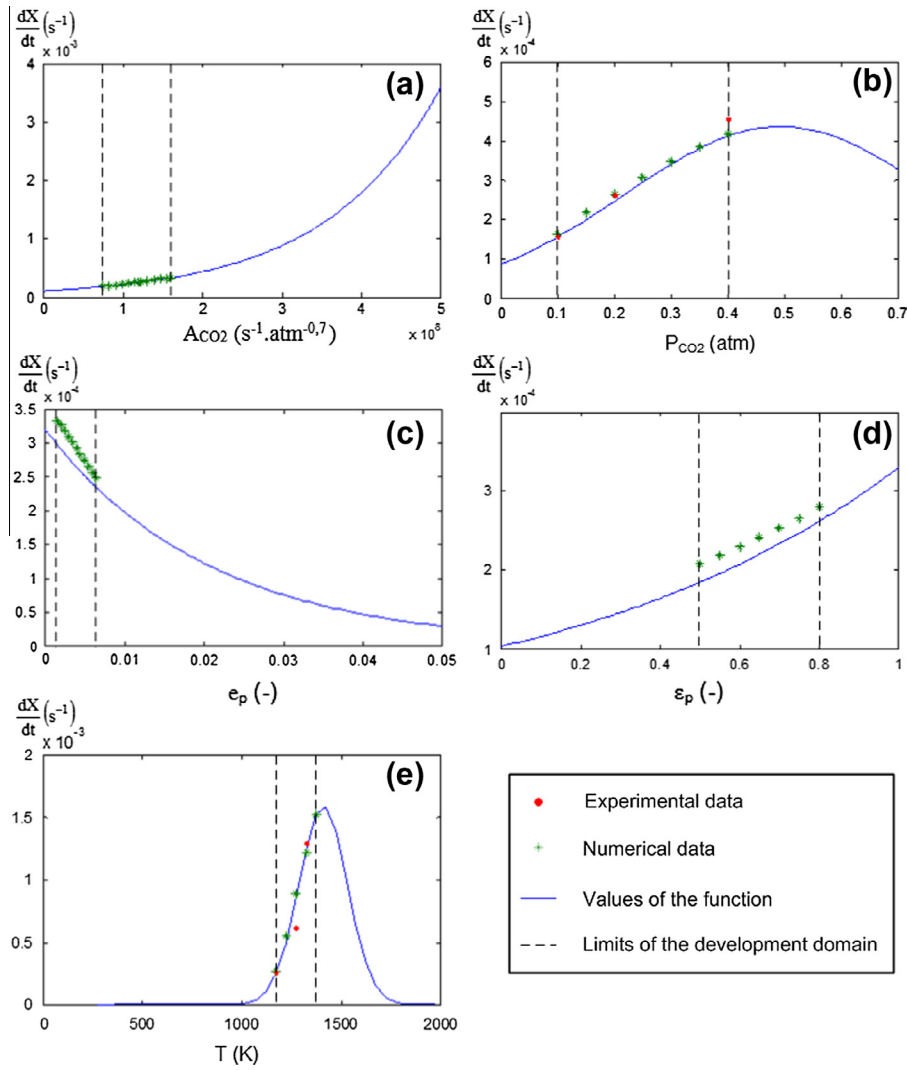 dX/dt (s⁻¹)
x 10⁻³
4
3
2
1
0
0 1 2 3 4 5
x 10⁸
A_CO2 (s⁻¹.atm⁻⁰,⁷)
(a)
dX/dt (s⁻¹)
x 10⁻⁴
6
5
4
3
2
1
0
0 0.1 0.2 0.3 0.4 0.5 0.6 0.7
P_CO2 (atm)
(b)
dX/dt (s⁻¹)
x 10⁻⁴
3.5
3
2.5
2
1.5
1
0.5
0
0 0.01 0.02 0.03 0.04 0.05
e_p (-)
(c)
dX/dt (s⁻¹)
x 10⁻⁴
3
2
1
0 0.2 0.4 0.6 0.8 1
ε_p (-)
(d)
dX/dt (s⁻¹)
x 10⁻³
2
1.5
1
0.5
0
0 500 1000 1500 2000
T (K)
(e)
Experimental data
Numerical data
Values of the function
Limits of the development domain